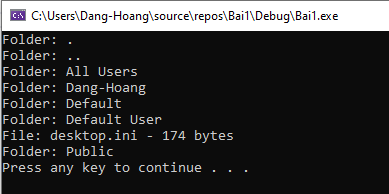 C:\Users\Dang-Hoang\source\repos\Bai1\Debug\Bai1.exe
Folder: .
Folder: ..
Folder: All Users
Folder: Dang-Hoang
Folder: Default
Folder: Default User
File: desktop.ini - 174 bytes
Folder: Public
Press any key to continue . . .